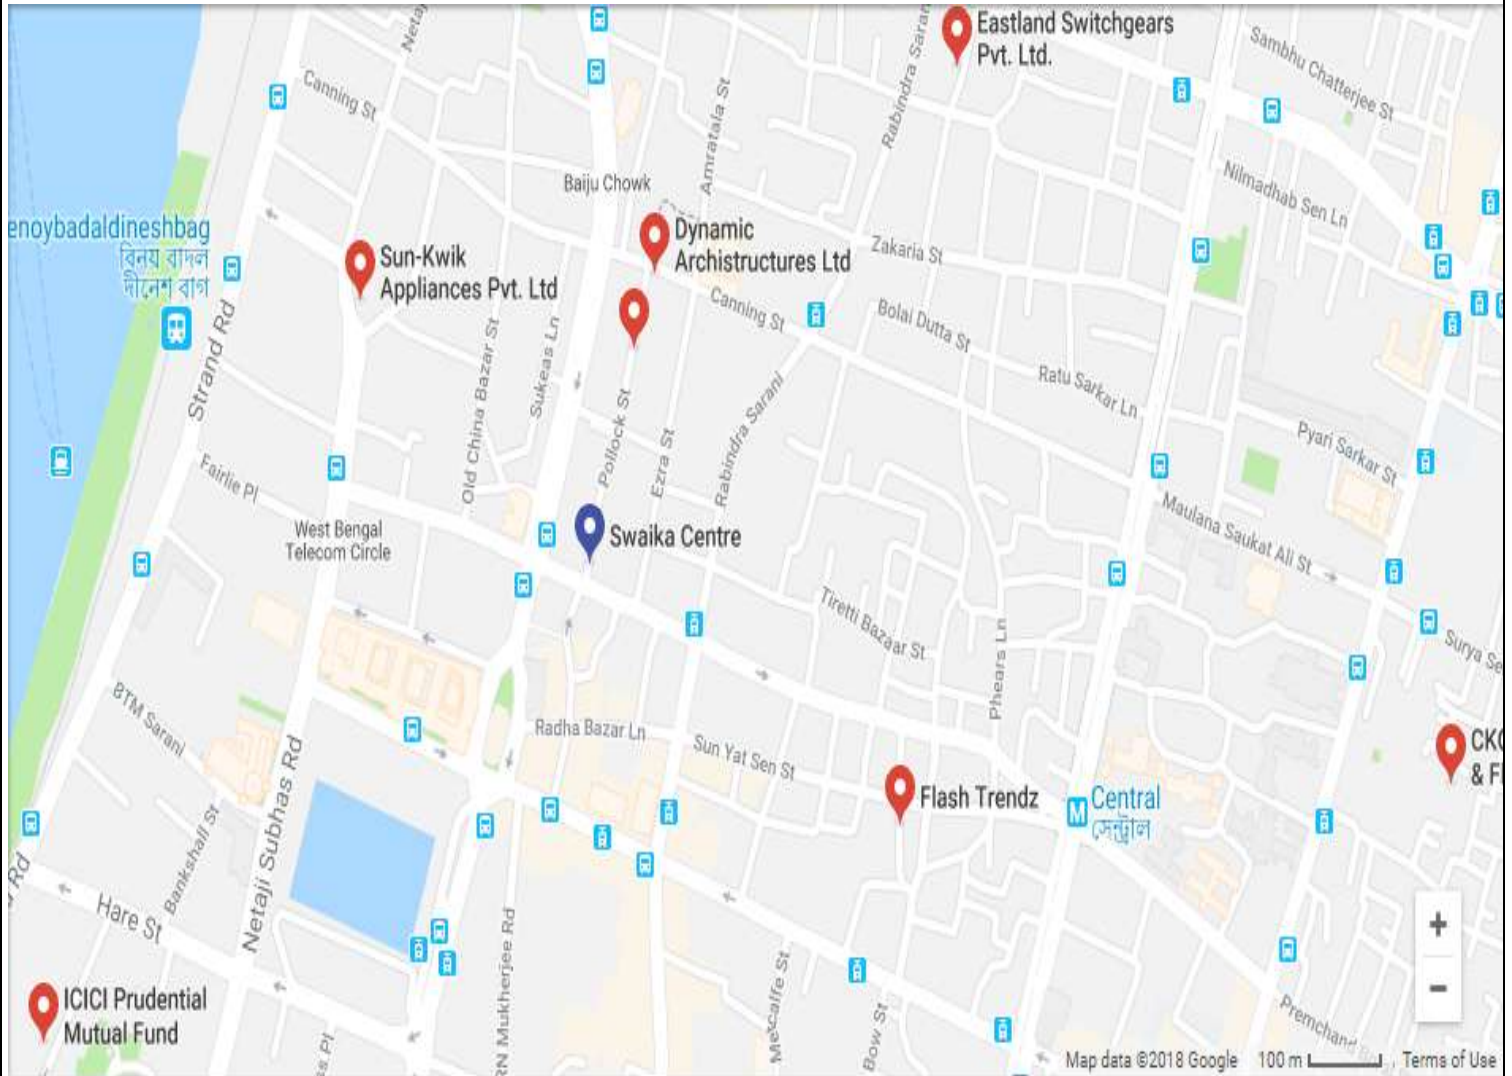 Eastland Switchgears
Pvt. Ltd.
Rabindra Saran
Sambhu Chatterjee St
Canning St
Amratala St
Baiju Chowk
Nilmadhab Sen Ln
enoybadaldineshbag
বিনয় বাদল
দীনেশ বাগ
Sun-Kwik
Appliances Pvt. Ltd
Dynamic
Archistructures Ltd
Zakaria St
Canning St
Bolai Dutta St
Strand Rd
Old China Bazar St
Sukeas Ln
Ratu Sarkar Ln
Pollock St
Ezra St
Rabindra Sarani
Pyari Sarkar St
Fairlie Pl
West Bengal
Telecom Circle
Swaika Centre
Maulana Saukat Ali St
Tiretti Bazaar St
Phears Ln
Surya Se
BTM Sarani
Radha Bazar Ln
Sun Yat Sen St
Flash Trendz
M
Central
সেন্ট্রাল
CKC
Netaji Subhas Rd
Bankshall St
Rd
Hare St
ICICI Prudential
Mutual Fund
RN Mukherjee Rd
Metcalfe St
Bow St
ss Pl
+
−
Map data ©2018 Google
100 m
Terms of Use